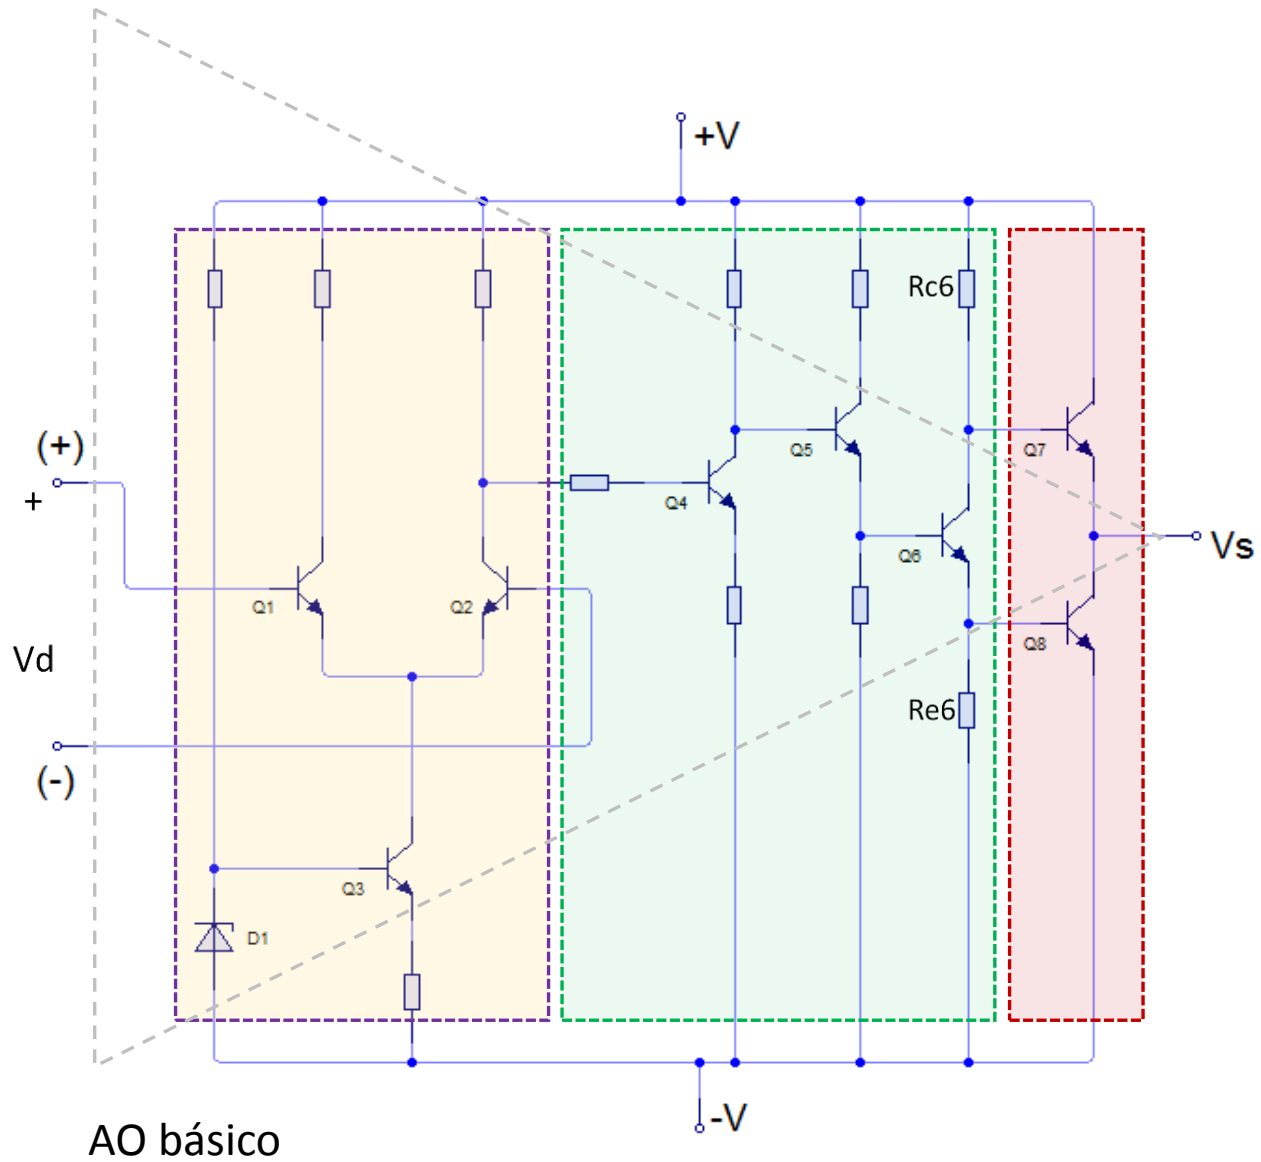 +V
Rc6
(+)
+
Q5
Q7
Q4
Q6
Vs
Q1
Q2
Q8
Vd
Re6
(-)
Q3
D1
-V
AO básico